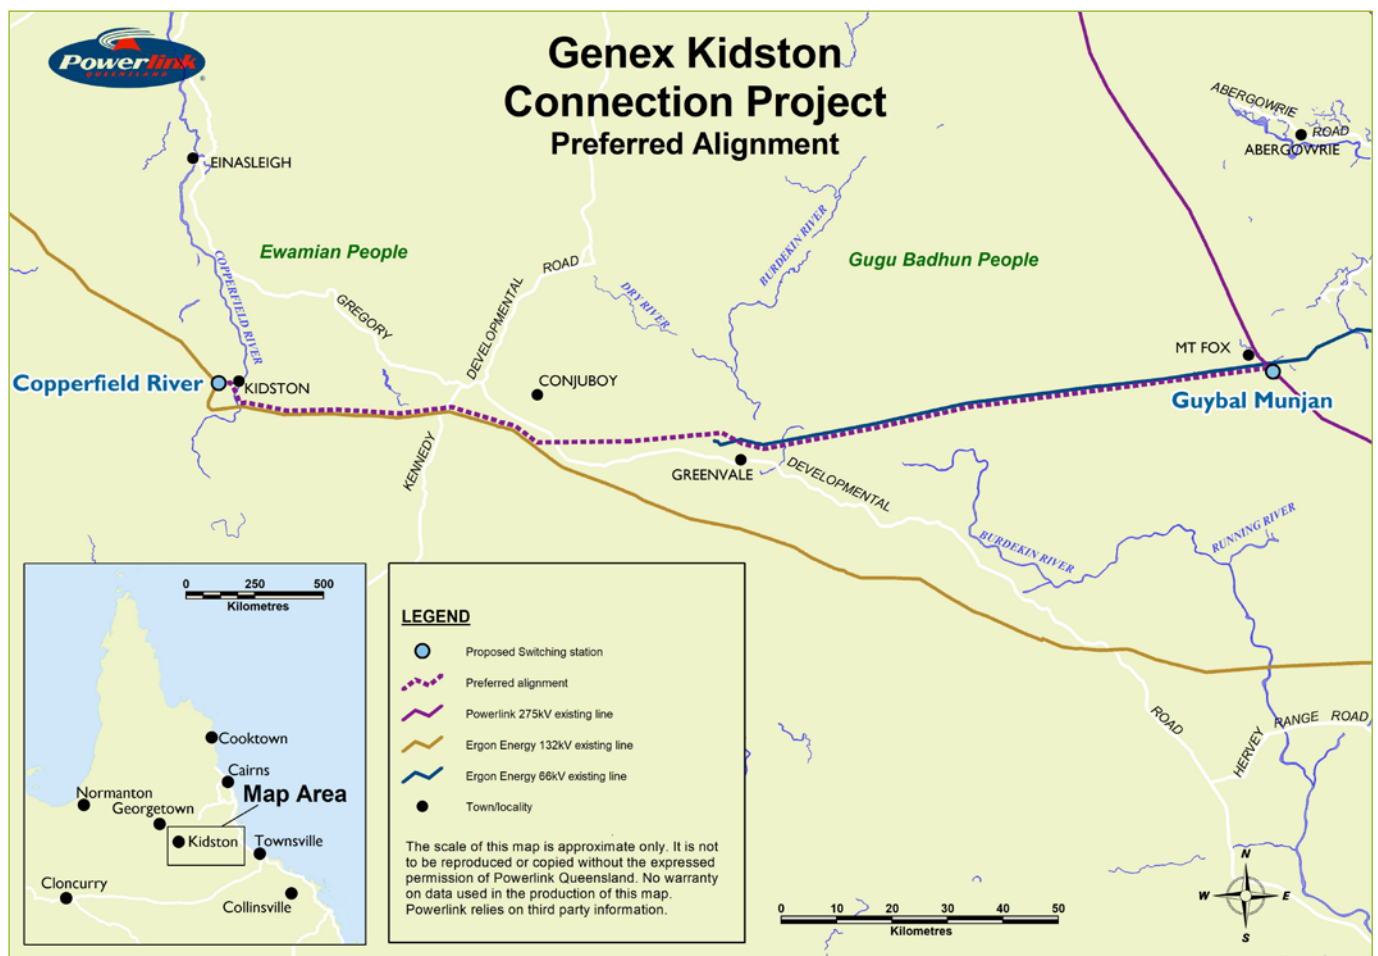 Powerlink
QUEENSLAND
Genex Kidston
Connection Project
Preferred Alignment
ABERGOWRIE
ROAD
ABERGOWRIE
EINASLEIGH
Ewamian People
Gugu Badhun People
COPPERFIELD RIVER
GREGORY
DEVELOPMENTAL
ROAD
DRY RIVER
BURDEKIN RIVER
MT FOX
Copperfield River
KIDSTON
CONJUBOY
Guybal Munjan
KENNEDY
GREENVALE
DEVELOPMENTAL
BURDEKIN RIVER
RUNNING RIVER
ROAD
HERVEY
RANGE ROAD
0 250 500
Kilometres
Cooktown
Cairns
Map Area
Normanton
Georgetown
Kidston
Townsville
Cloncurry
Collinsville
LEGEND
Proposed Switching station
Preferred alignment
Powerlink 275kV existing line
Ergon Energy 132kV existing line
Ergon Energy 66kV existing line
Town/locality
The scale of this map is approximate only. It is not
to be reproduced or copied without the expressed
permission of Powerlink Queensland. No warranty
on data used in the production of this map.
Powerlink relies on third party information.
0 10 20 30 40 50
Kilometres
N
W E
S